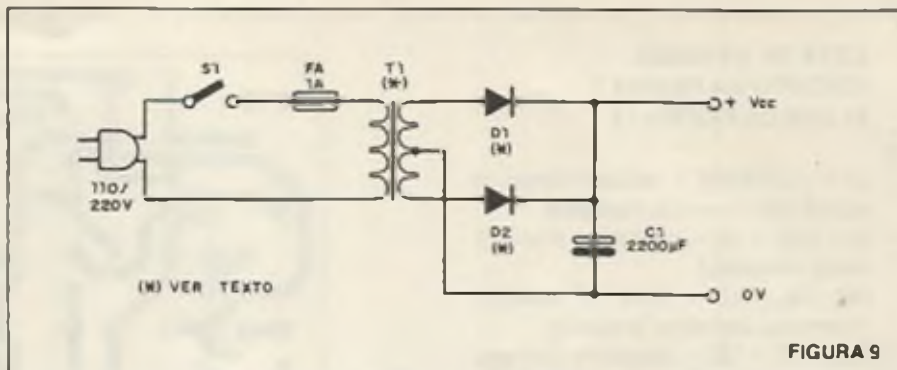 S1
FA
1A
T1
(*)
110/
220V
D1
(*)
D2
(*)
C1
2200µF
+ Vcc
0V
(*) VER TEXTO
FIGURA 9